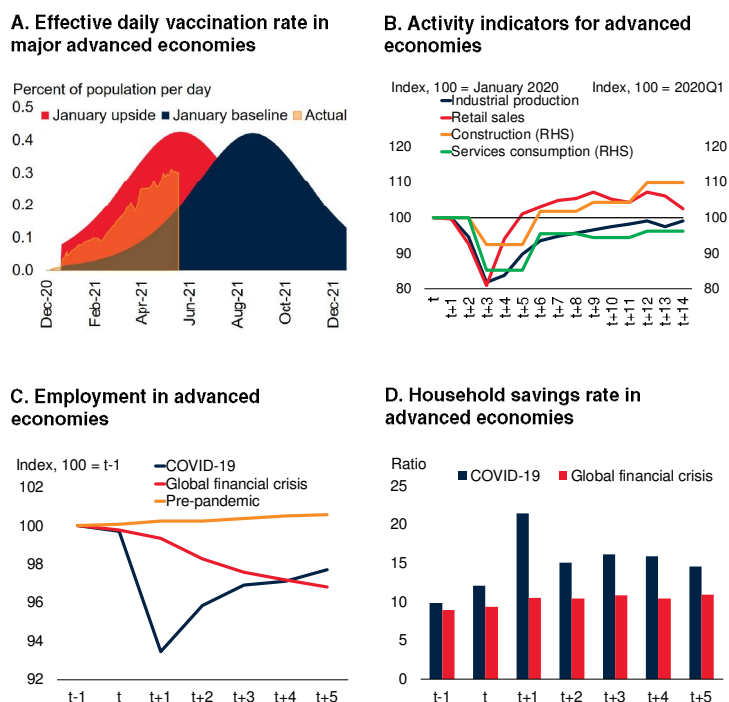 A. Effective daily vaccination rate in
major advanced economies
Percent of population per day
0.5
January upside January baseline Actual
0.4
0.3
0.2
0.1
0.0
Dec-20 Feb-21 Apr-21 Jun-21 Aug-21 Oct-21 Dec-21
B. Activity indicators for advanced
economies
Index, 100 = January 2020 Index, 100 = 2020Q1
Industrial production
Retail sales
Construction (RHS)
Services consumption (RHS)
120 120
110 110
100 100
90 90
80 80
t t+1 t+2 t+3 t+4 t+5 t+6 t+7 t+8 t+9 t+10 t+11 t+12 t+13 t+14
C. Employment in advanced
economies
Index, 100 = t-1
COVID-19
Global financial crisis
Pre-pandemic
102
100
98
96
94
92
t-1 t t+1 t+2 t+3 t+4 t+5
D. Household savings rate in
advanced economies
Ratio
COVID-19 Global financial crisis
25
20
15
10
5
0
t-1 t t+1 t+2 t+3 t+4 t+5